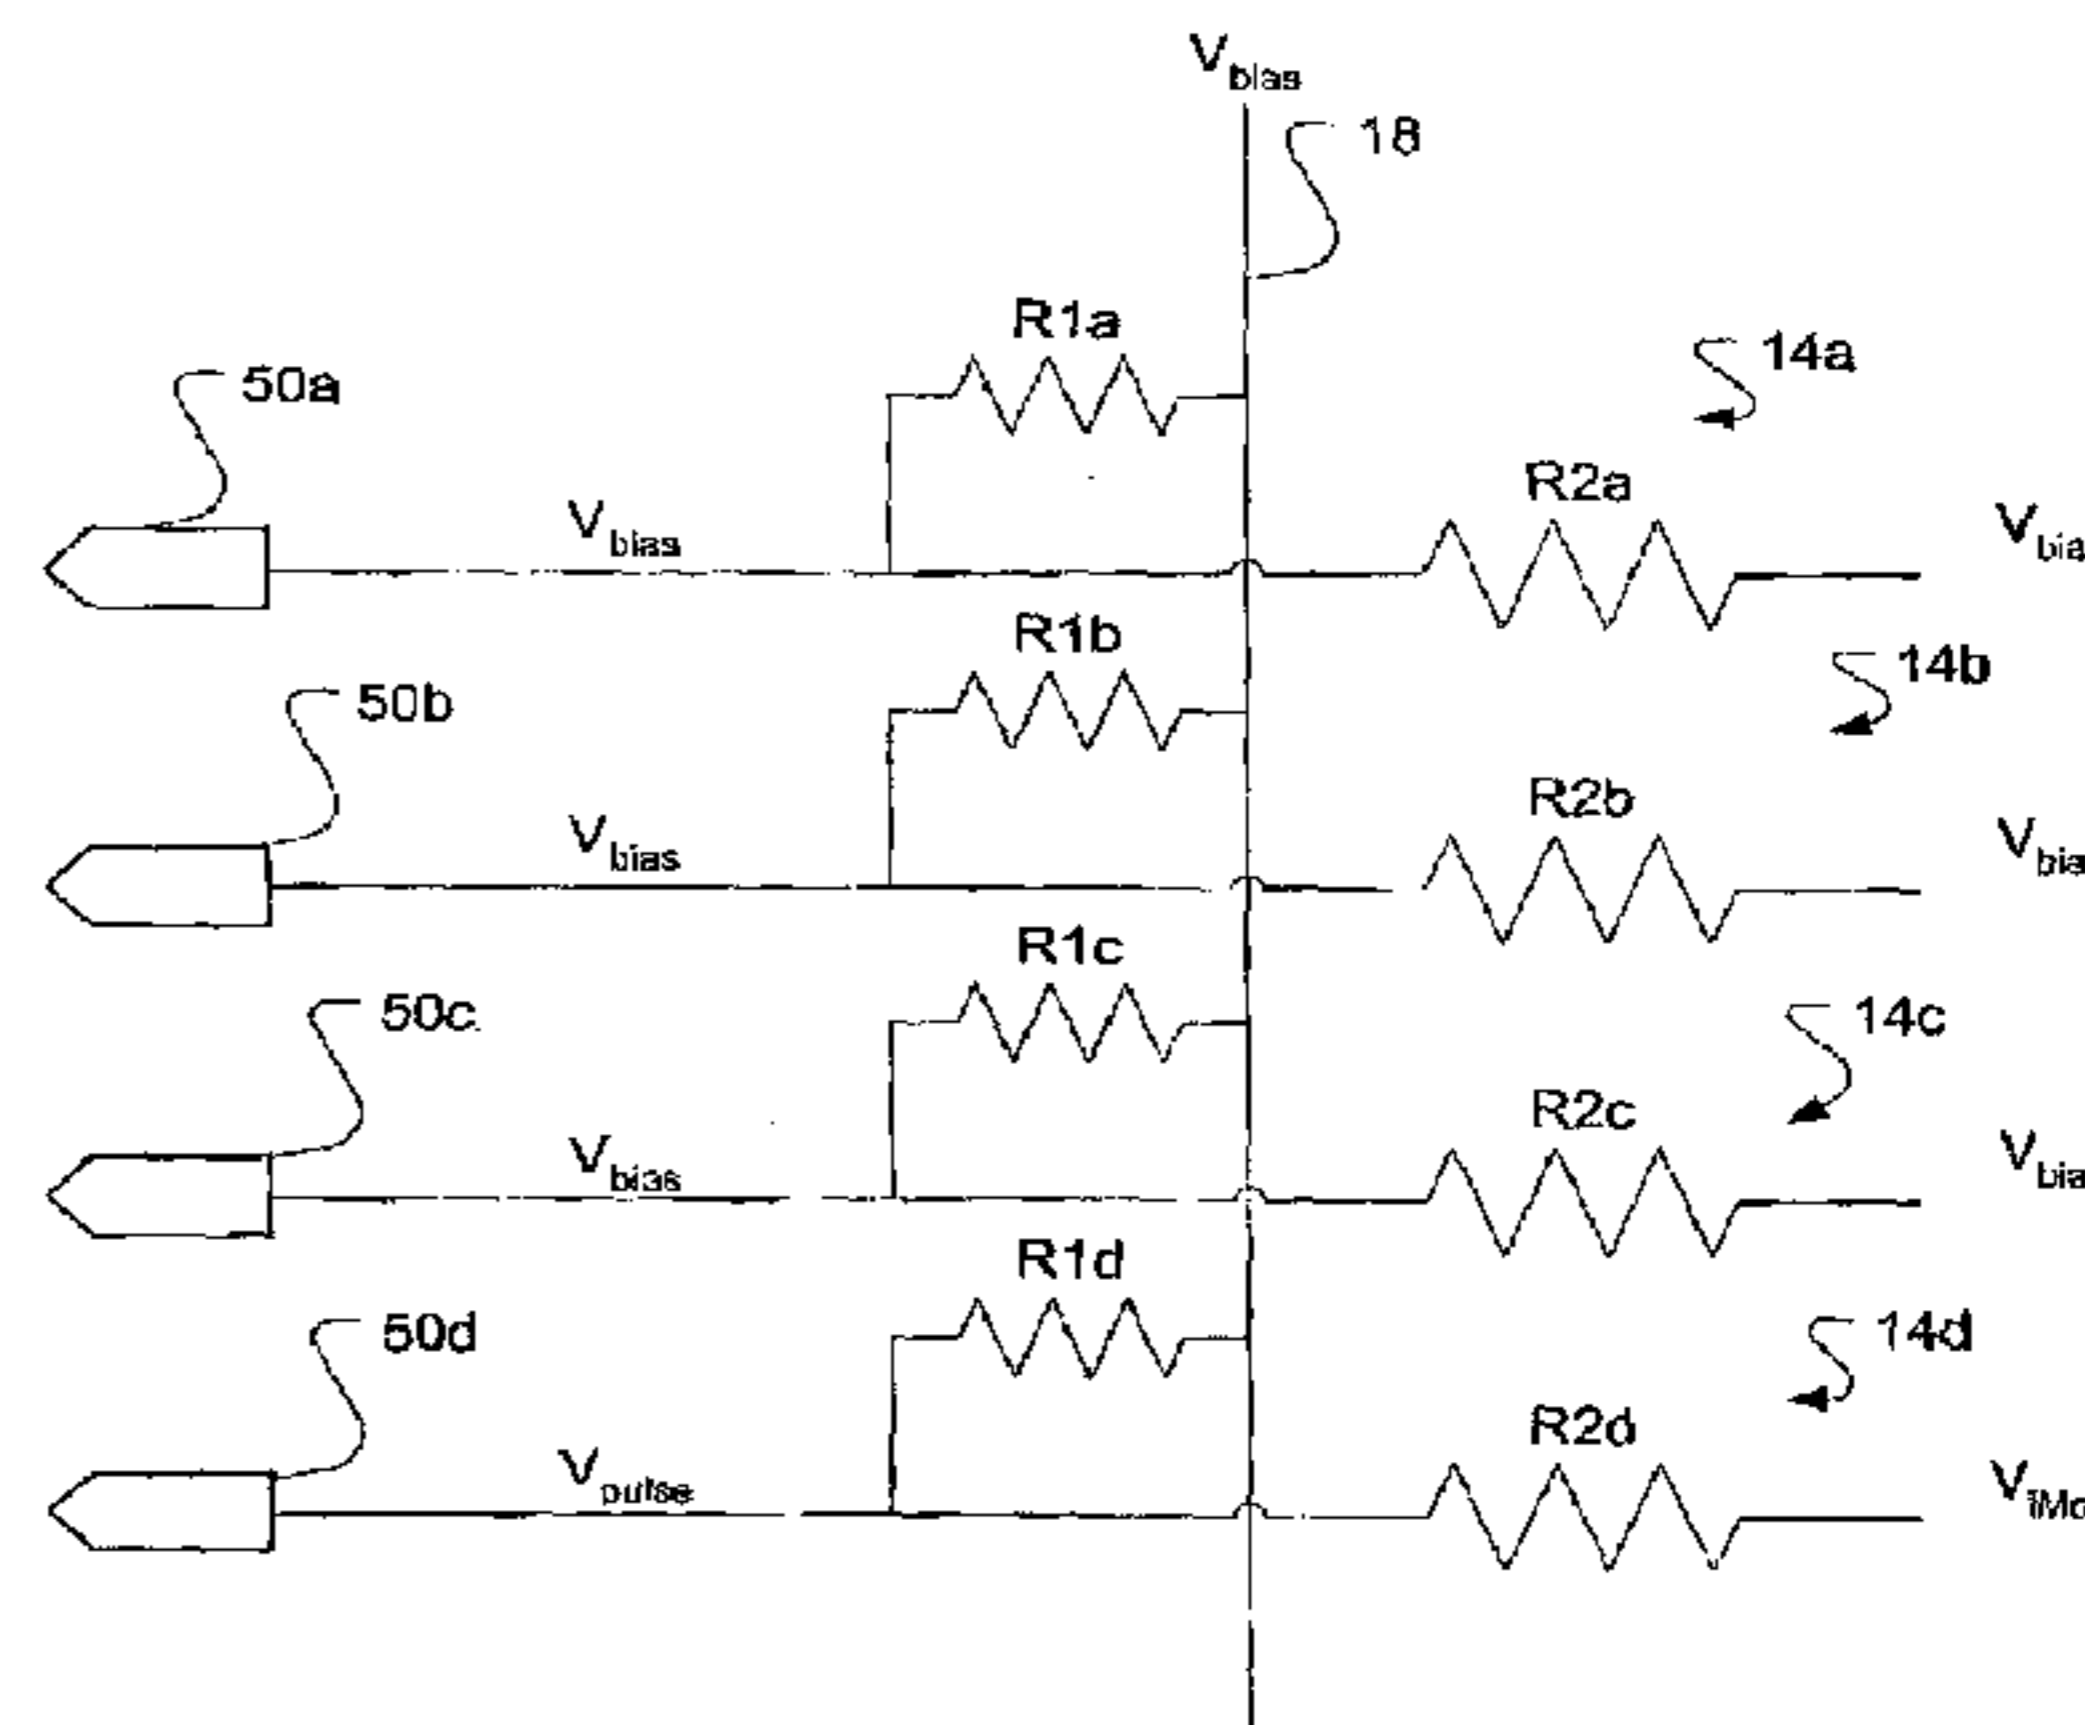 Vbias
18
R1a
14a
50a
R2a
Vbias
Vbia
R1b
14b
50b
R2b
Vbias
Vbia
R1c
50c
14c
R2c
Vbias
Vbia
R1d
50d
14d
R2d
Vpulse
ViMo